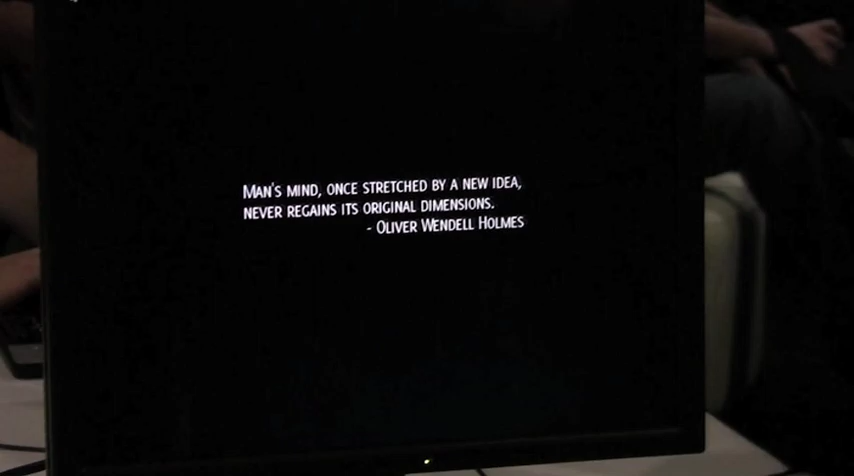 Man's mind, once stretched by a new idea,
never regains its original dimensions.
- Oliver Wendell Holmes